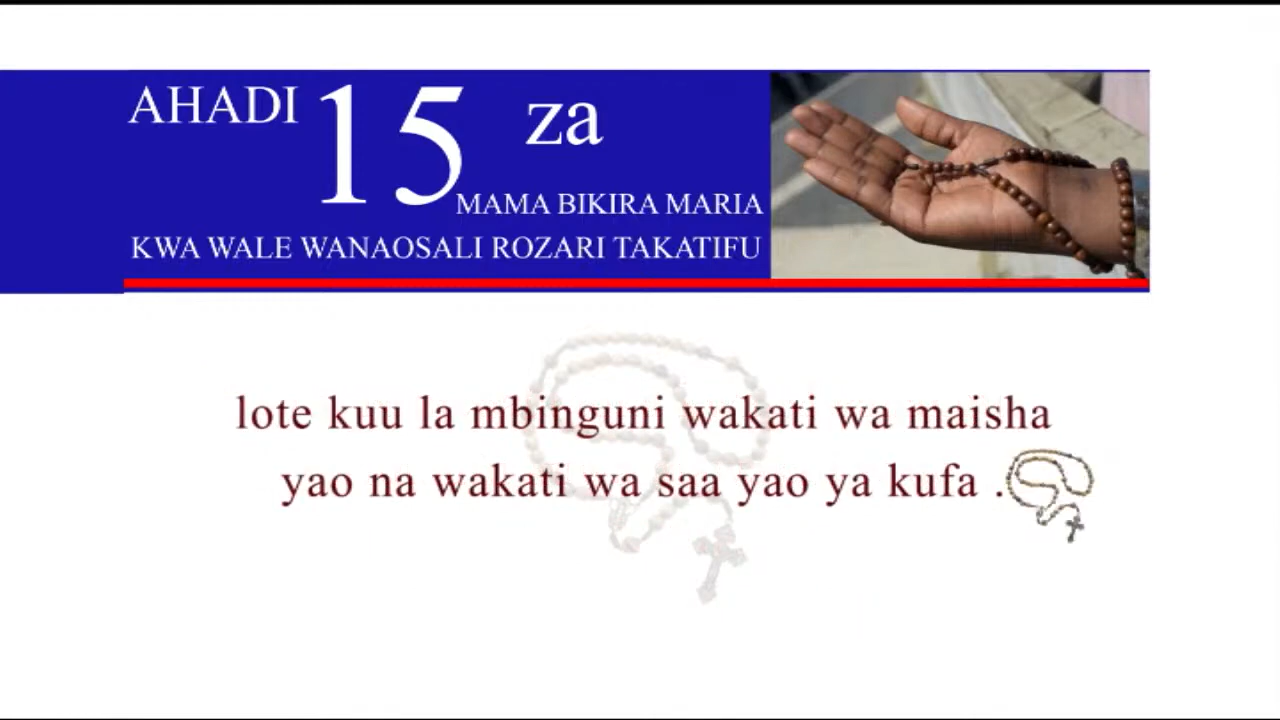 AHADI 15 za
MAMA BIKIRA MARIA
KWA WALE WANAOSALI ROZARI TAKATIFU
lote kuu la mbinguni wakati wa maisha
yao na wakati wa saa yao ya kufa .